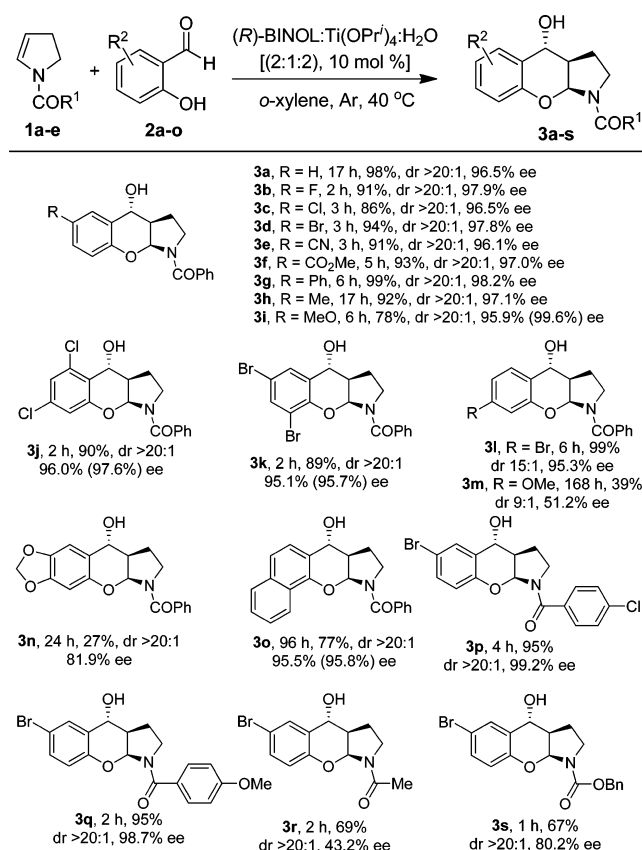 OH
R²
O
H
OH
N
COR¹
1a-e
+
2a-o
(R)-BINOL:Ti(OPrⁱ)₄:H₂O
[(2:1:2), 10 mol %]
o-xylene, Ar, 40 °C
R²
O
N
COR¹
3a-s
OH
R
O
N
COPh
3a, R = H, 17 h, 98%, dr >20:1, 96.5% ee
3b, R = F, 2 h, 91%, dr >20:1, 97.9% ee
3c, R = Cl, 3 h, 86%, dr >20:1, 96.5% ee
3d, R = Br, 3 h, 94%, dr >20:1, 97.8% ee
3e, R = CN, 3 h, 91%, dr >20:1, 96.1% ee
3f, R = CO₂Me, 5 h, 93%, dr >20:1, 97.0% ee
3g, R = Ph, 6 h, 99%, dr >20:1, 98.2% ee
3h, R = Me, 17 h, 92%, dr >20:1, 97.1% ee
3i, R = MeO, 6 h, 78%, dr >20:1, 95.9% (99.6%) ee
Cl OH
Cl
O N
COPh
3j, 2 h, 90%, dr >20:1
96.0% (97.6%) ee
OH
Br
O N
Br COPh
3k, 2 h, 89%, dr >20:1
95.1% (95.7%) ee
OH
R O N
COPh
3l, R = Br, 6 h, 99%
dr 15:1, 95.3% ee
3m, R = OMe, 168 h, 39%
dr 9:1, 51.2% ee
OH
O
O O N
COPh
3n, 24 h, 27%, dr >20:1
81.9% ee
OH
O N
COPh
3o, 96 h, 77%, dr >20:1
95.5% (95.8%) ee
OH
Br
O N
O Cl
3p, 4 h, 95%
dr >20:1, 99.2% ee
OH
Br
O N
O OMe
3q, 2 h, 95%
dr >20:1, 98.7% ee
OH
Br
O N
O Me
3r, 2 h, 69%
dr >20:1, 43.2% ee
OH
Br
O N
OBn
O
3s, 1 h, 67%
dr >20:1, 80.2% ee